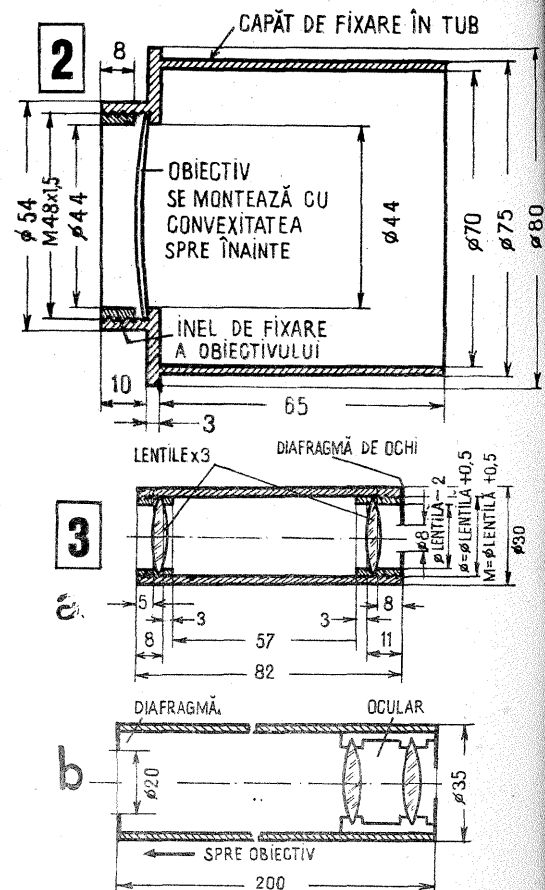 2
CAPĂT DE FIXARE ÎN TUB
8
OBIECTIV
SE MONTEAZĂ CU
CONVEXITATEA
SPRE ÎNAINTE
ø54
M48x1,5
ø44
ø44
ø70
ø75
ø80
INEL DE FIXARE
A OBIECTIVULUI
10
65
3
LENTILE x3
DIAFRAGMĂ DE OCHI
3
a.
ø8
øLENTILĂ - 2
ø=øLENTILĂ +0,5
M=øLENTILĂ +0,5
ø30
5
3
3
8
8
57
11
82
DIAFRAGMĂ
OCULAR
b
ø20
ø35
SPRE OBIECTIV
200